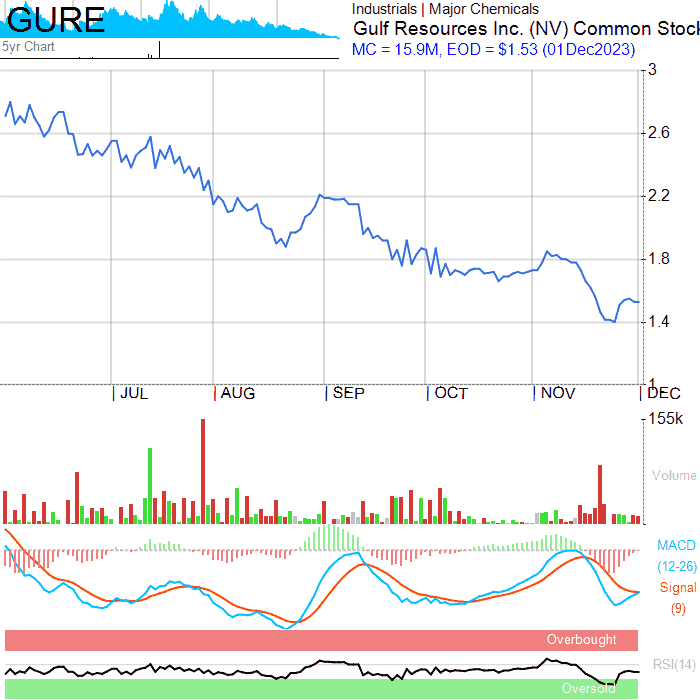 GURE
5yr Chart
Industrials | Major Chemicals
Gulf Resources Inc. (NV) Common Stock
MC = 15.9M, EOD = $1.53 (01Dec2023)
3
2.6
2.2
1.8
1.4
1
JUL AUG SEP OCT NOV DEC
155k
Volume
MACD
(12-26)
Signal
(9)
Overbought
RSI(14)
Oversold